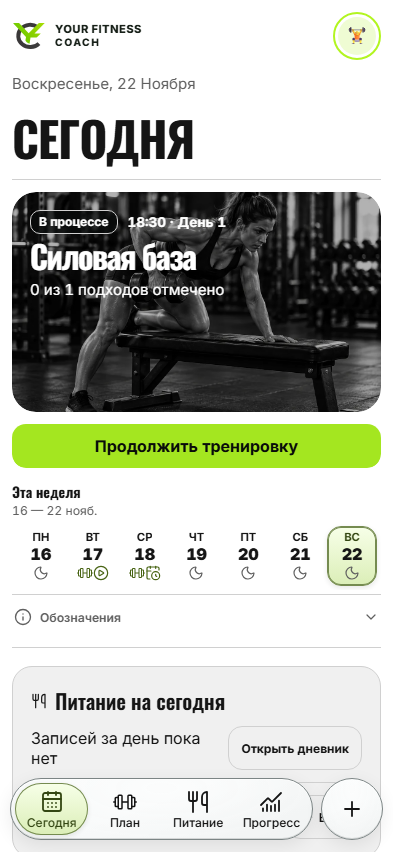 YOUR FITNESS
COACH
Воскресенье, 22 Ноября
СЕГОДНЯ
В процессе 18:30 · День 1
Силовая база
0 из 1 подходов отмечено
Продолжить тренировку
Эта неделя
16 — 22 нояб.
ПН ВТ СР ЧТ ПТ СБ ВС
16 17 18 19 20 21 22
Обозначения
Питание на сегодня
Записей за день пока
нет
Открыть дневник
Сегодня План Питание Прогресс